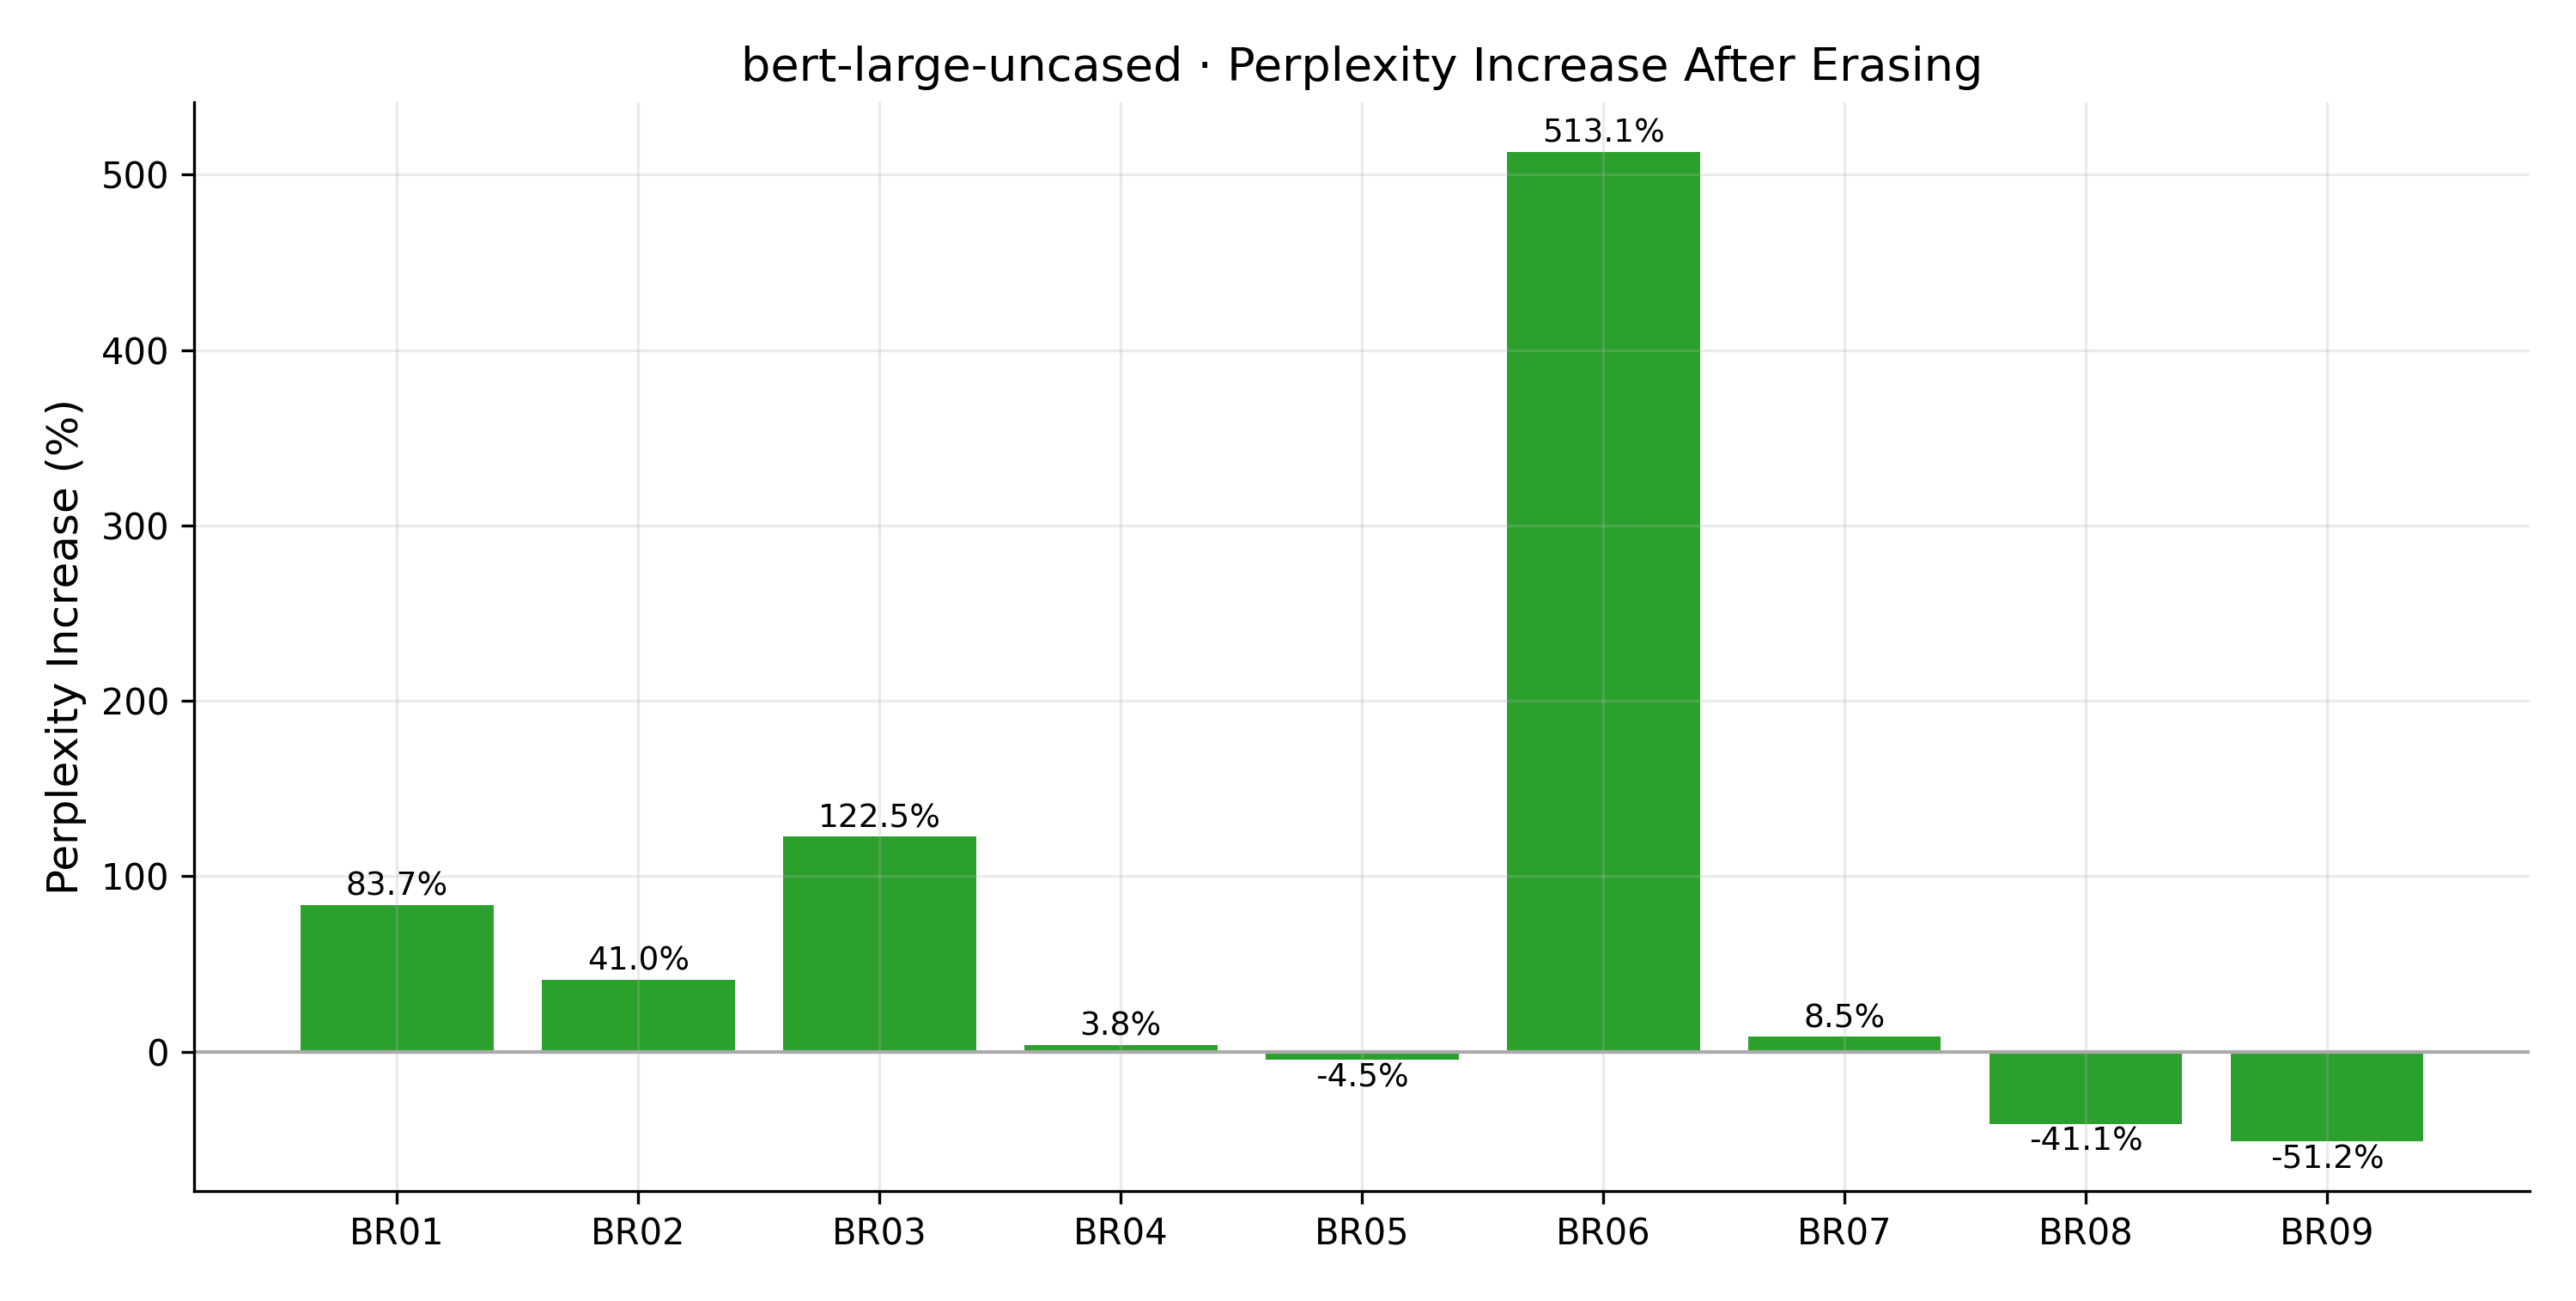 bert-large-uncased · Perplexity Increase After Erasing
Perplexity Increase (%)
500
400
300
200
100
0
83.7%
41.0%
122.5%
3.8%
-4.5%
513.1%
8.5%
-41.1%
-51.2%
BR01
BR02
BR03
BR04
BR05
BR06
BR07
BR08
BR09